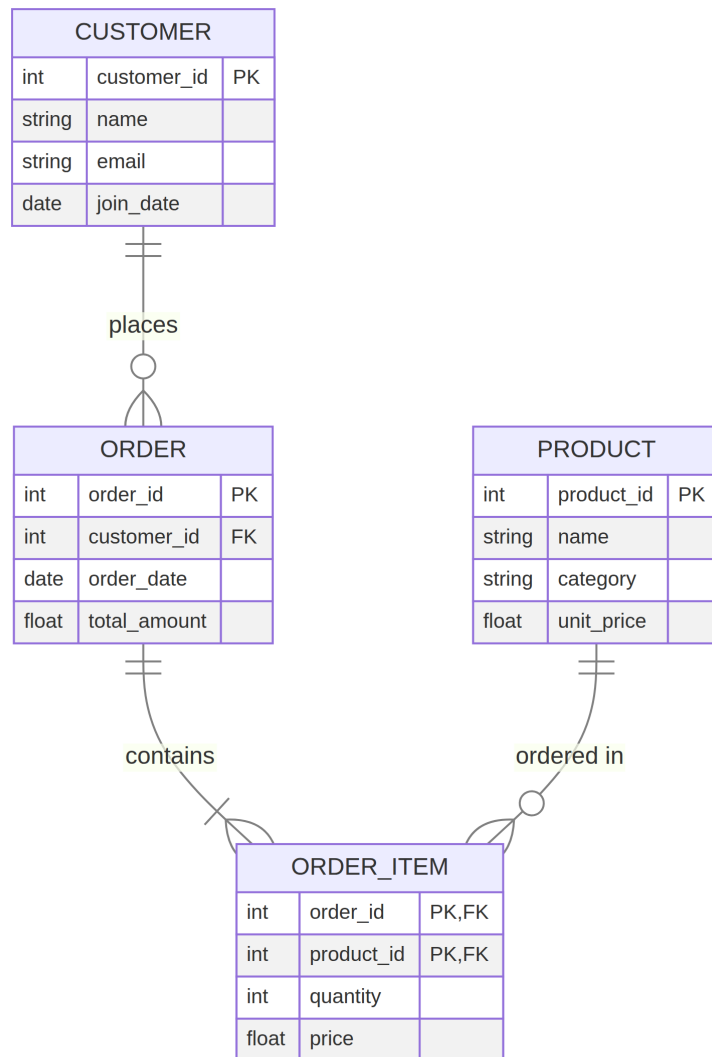 CUSTOMER
int customer_id PK
string name
string email
date join_date
places
ORDER
int order_id PK
int customer_id FK
date order_date
float total_amount
PRODUCT
int product_id PK
string name
string category
float unit_price
contains
ordered in
ORDER_ITEM
int order_id PK,FK
int product_id PK,FK
int quantity
float price